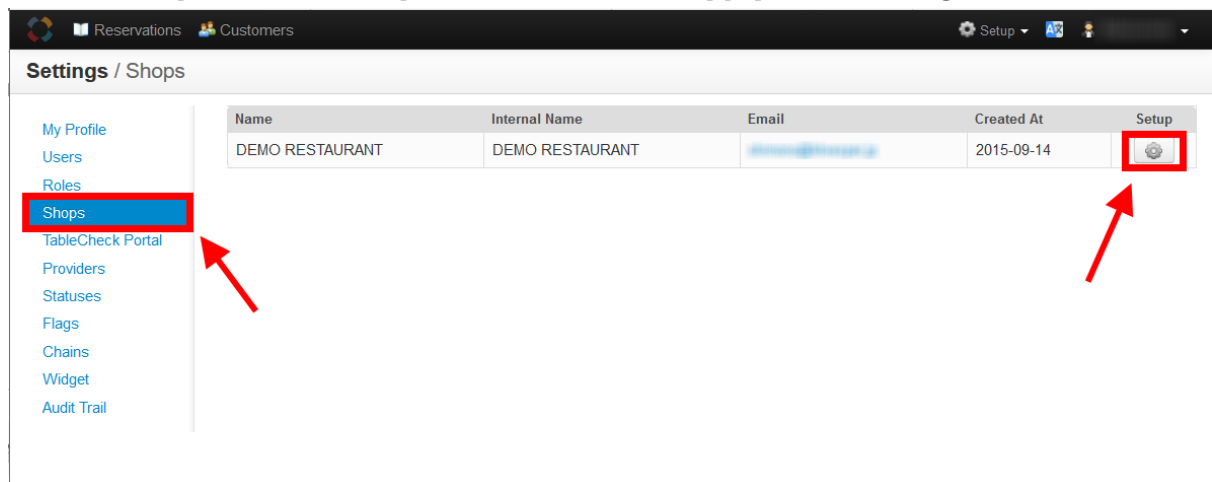 Reservations Customers Setup
Settings / Shops
My Profile
Users
Roles
Shops
TableCheck Portal
Providers
Statuses
Flags
Chains
Widget
Audit Trail
Name Internal Name Email Created At Setup
DEMO RESTAURANT DEMO RESTAURANT 2015-09-14